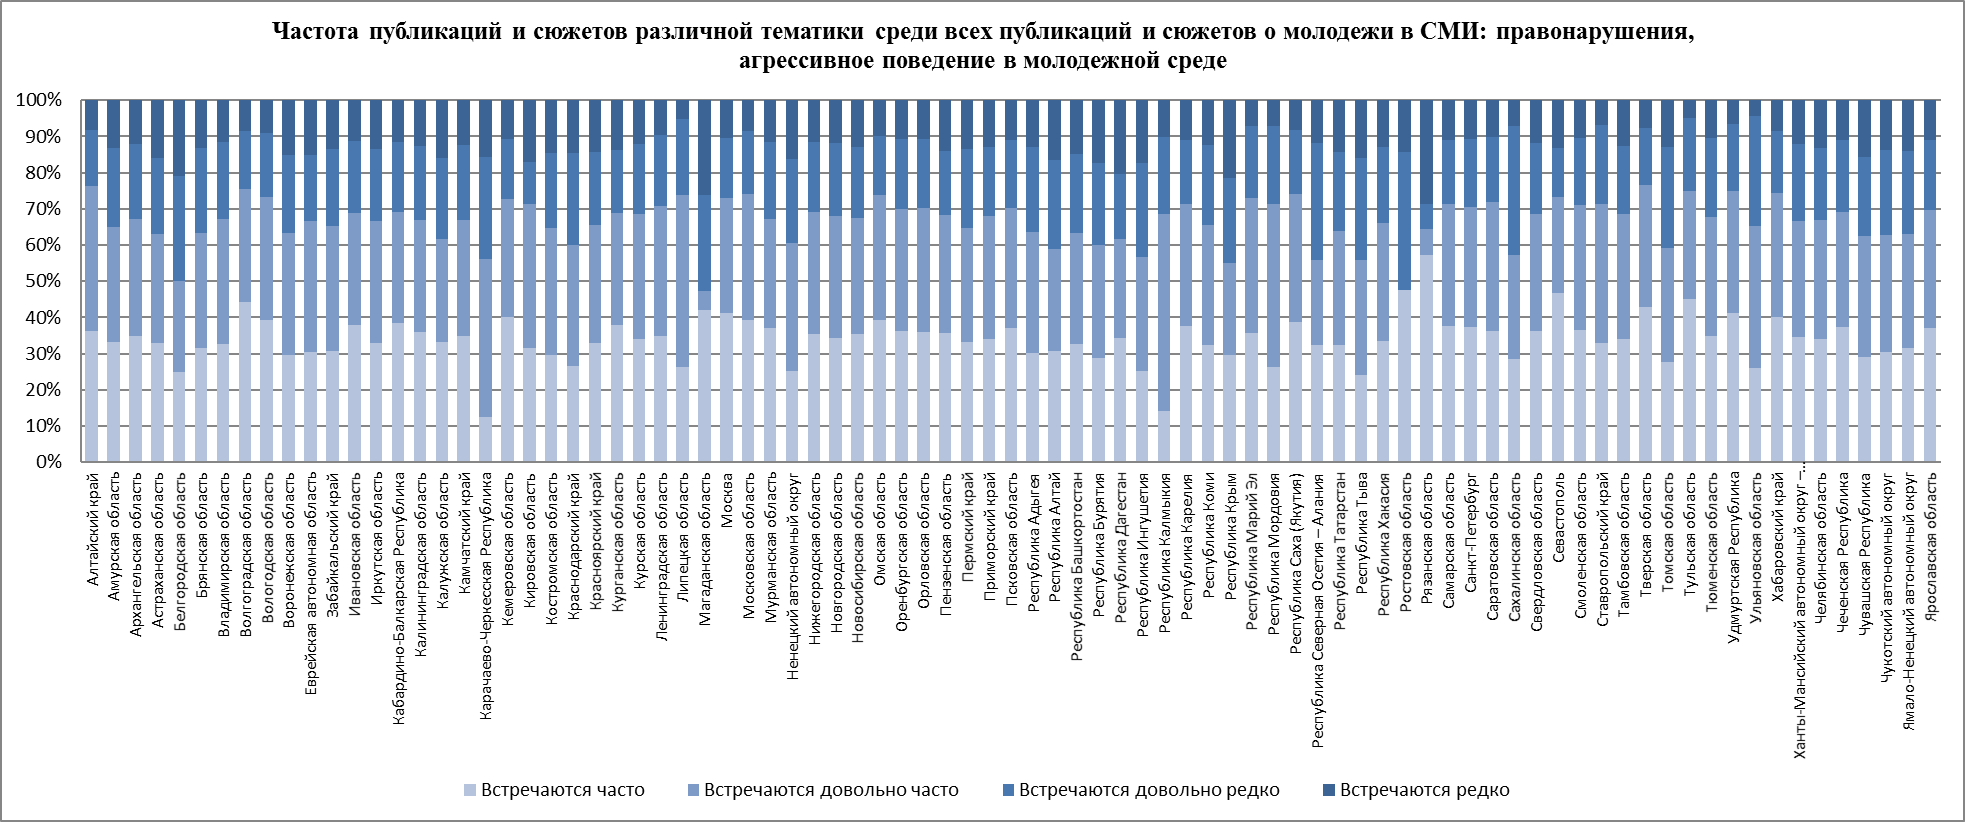 Частота публикаций и сюжетов различной тематики среди всех публикаций и сюжетов о молодежи в СМИ: правонарушения,
агрессивное поведение в молодежной среде
100%
90%
80%
70%
60%
50%
40%
30%
20%
10%
0%
Алтайский край
Амурская область
Архангельская область
Астраханская область
Белгородская область
Брянская область
Владимирская область
Волгоградская область
Вологодская область
Воронежская область
Еврейская автономная область
Забайкальский край
Ивановская область
Иркутская область
Кабардино-Балкарская Республика
Калининградская область
Калужская область
Камчатский край
Карачаево-Черкесская Республика
Кемеровская область
Кировская область
Костромская область
Краснодарский край
Красноярский край
Курганская область
Курская область
Ленинградская область
Липецкая область
Магаданская область
Москва
Московская область
Мурманская область
Ненецкий автономный округ
Нижегородская область
Новгородская область
Новосибирская область
Омская область
Оренбургская область
Орловская область
Пензенская область
Пермский край
Приморский край
Псковская область
Республика Адыгея
Республика Алтай
Республика Башкортостан
Республика Бурятия
Республика Дагестан
Республика Ингушетия
Республика Калмыкия
Республика Карелия
Республика Коми
Республика Крым
Республика Марий Эл
Республика Мордовия
Республика Саха (Якутия)
Республика Северная Осетия – Алания
Республика Татарстан
Республика Тыва
Республика Хакасия
Ростовская область
Рязанская область
Самарская область
Санкт-Петербург
Саратовская область
Сахалинская область
Свердловская область
Севастополь
Смоленская область
Ставропольский край
Тамбовская область
Тверская область
Томская область
Тульская область
Тюменская область
Удмуртская Республика
Ульяновская область
Хабаровский край
Ханты-Мансийский автономный округ –...
Челябинская область
Чеченская Республика
Чувашская Республика
Чукотский автономный округ
Ямало-Ненецкий автономный округ
Ярославская область
Встречаются часто
Встречаются довольно часто
Встречаются довольно редко
Встречаются редко